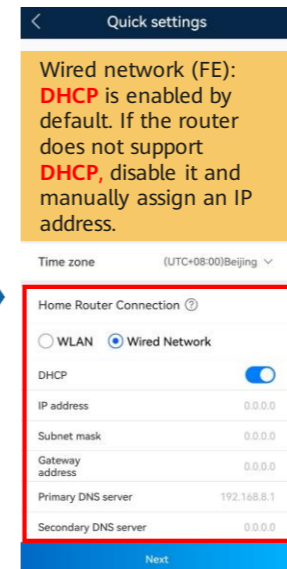 Quick settings
Wired network (FE):
DHCP is enabled by
default. If the router
does not support
DHCP, disable it and
manually assign an IP
address.
Time zone (UTC+08:00)Beijing
Home Router Connection ?
WLAN Wired Network
DHCP
IP address 0.0.0.0
Subnet mask 0.0.0.0
Gateway
address 0.0.0.0
Primary DNS server 192.168.8.1
Secondary DNS server 0.0.0.0
Next